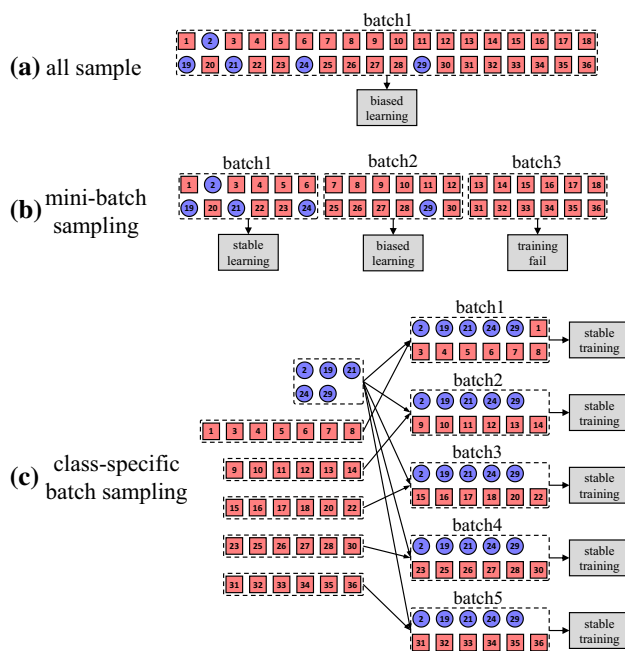 batch1
1 2 3 4 5 6 7 8 9 10 11 12 13 14 15 16 17 18
(a) all sample
19 20 21 22 23 24 25 26 27 28 29 30 31 32 33 34 35 36
biased
learning
batch1 batch2 batch3
1 2 3 4 5 6 7 8 9 10 11 12 13 14 15 16 17 18
(b) mini-batch
sampling
19 20 21 22 23 24 25 26 27 28 29 30 31 32 33 34 35 36
stable
learning
biased
learning
training
fail
(c) class-specific
batch sampling
2 19 21
24 29
1 3 4 5 6 7 8
9 10 11 12 13 14
15 16 17 18 20 22
23 25 26 27 28 30
31 32 33 34 35 36
batch1
2 19 21 24 29 1
3 4 5 6 7 8
stable
training
batch2
2 19 21 24 29
9 10 11 12 13 14
stable
training
batch3
2 19 21 24 29
15 16 17 18 20 22
stable
training
batch4
2 19 21 24 29
23 25 26 27 28 30
stable
training
batch5
2 19 21 24 29
31 32 33 34 35 36
stable
training